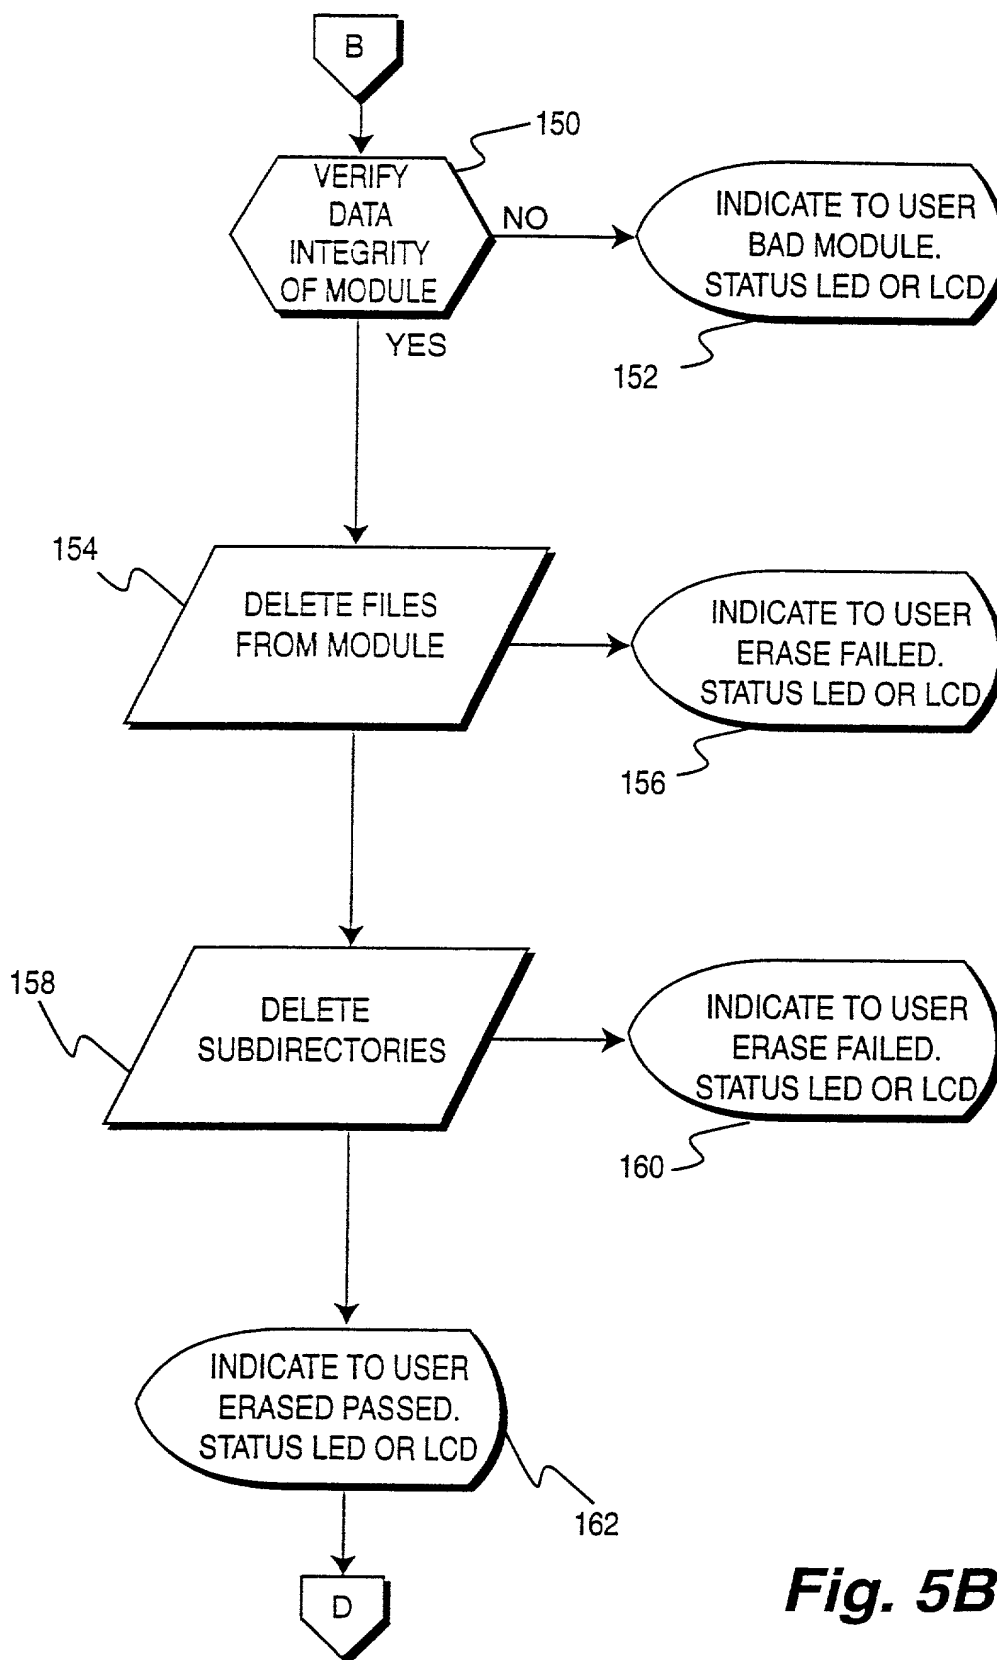 B
150
VERIFY
DATA
INTEGRITY
OF MODULE
NO
INDICATE TO USER
BAD MODULE.
STATUS LED OR LCD
152
YES
154
DELETE FILES
FROM MODULE
INDICATE TO USER
ERASE FAILED.
STATUS LED OR LCD
156
158
DELETE
SUBDIRECTORIES
INDICATE TO USER
ERASE FAILED.
STATUS LED OR LCD
160
INDICATE TO USER
ERASED PASSED.
STATUS LED OR LCD
162
D
Fig. 5B